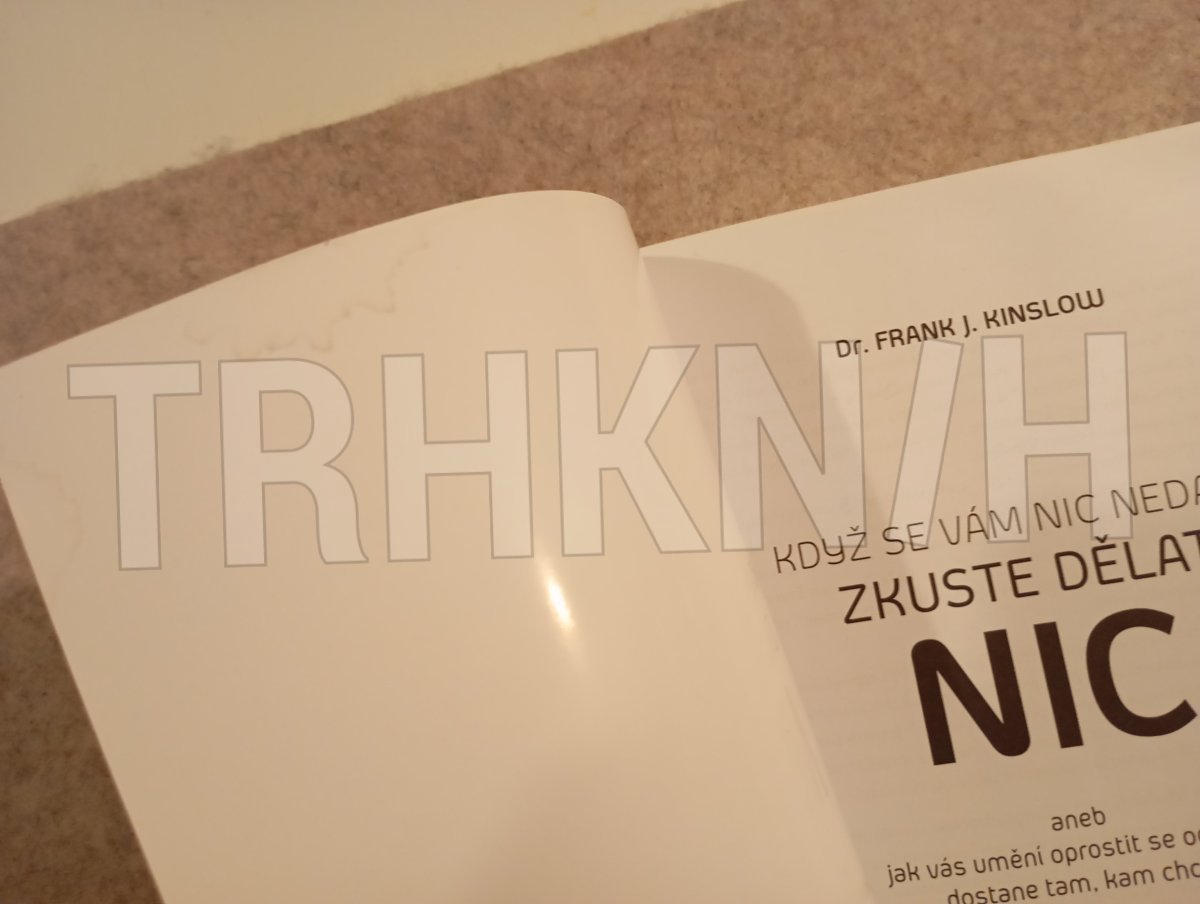 TRHKN/H
Dr. FRANK J. KINSLOW
KDYŽ SE VÁM NIC
ZKUSTE DĚLAT
NIC
aneb
jak vás umění oprostit se
dostane tam, kam